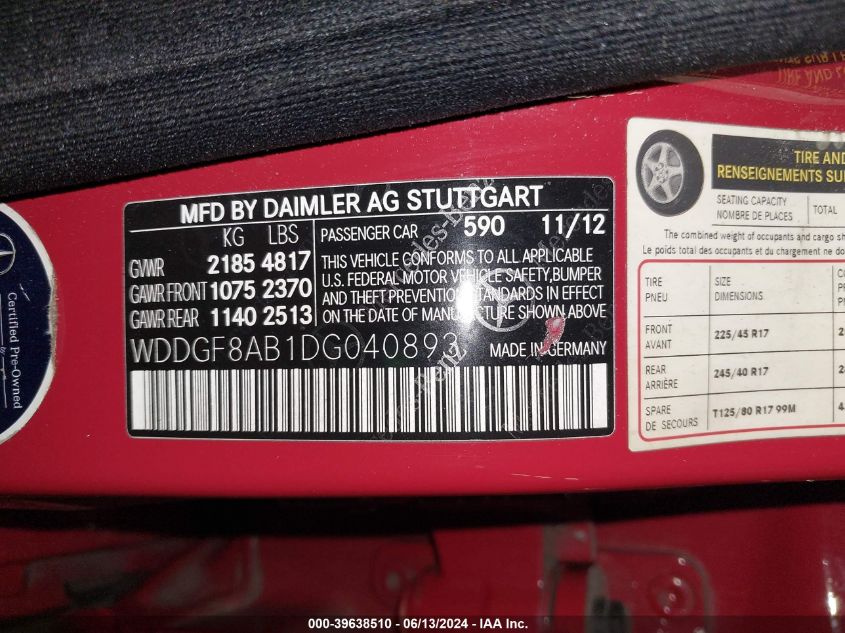 MFD BY DAIMLER AG STUTTGART
KG LBS
GVWR 2185 4817
GAWR FRONT 1075 2370
GAWR REAR 1140 2513
PASSENGER CAR 590 11/12
THIS VEHICLE CONFORMS TO ALL APPLICABLE
U.S. FEDERAL MOTOR VEHICLE SAFETY, BUMPER
AND THEFT PREVENTION STANDARDS IN EFFECT
ON THE DATE OF MANUFACTURE SHOWN ABOVE
WDDGF8AB1DG040893
MADE IN GERMANY
Certified Pre-Owned
TIRE AND
RENSEIGNEMENTS SUR
SEATING CAPACITY
NOMBRE DE PLACES
TOTAL
The combined weight of occupants and cargo
Le poids total des occupants et du chargement ne
TIRE
PNEU
SIZE
DIMENSIONS
FRONT
AVANT
225/45 R17
REAR
ARRIÈRE
245/40 R17
SPARE
DE SECOURS
T125/80 R17 99M
000-39638510 - 06/13/2024 - IAA Inc.